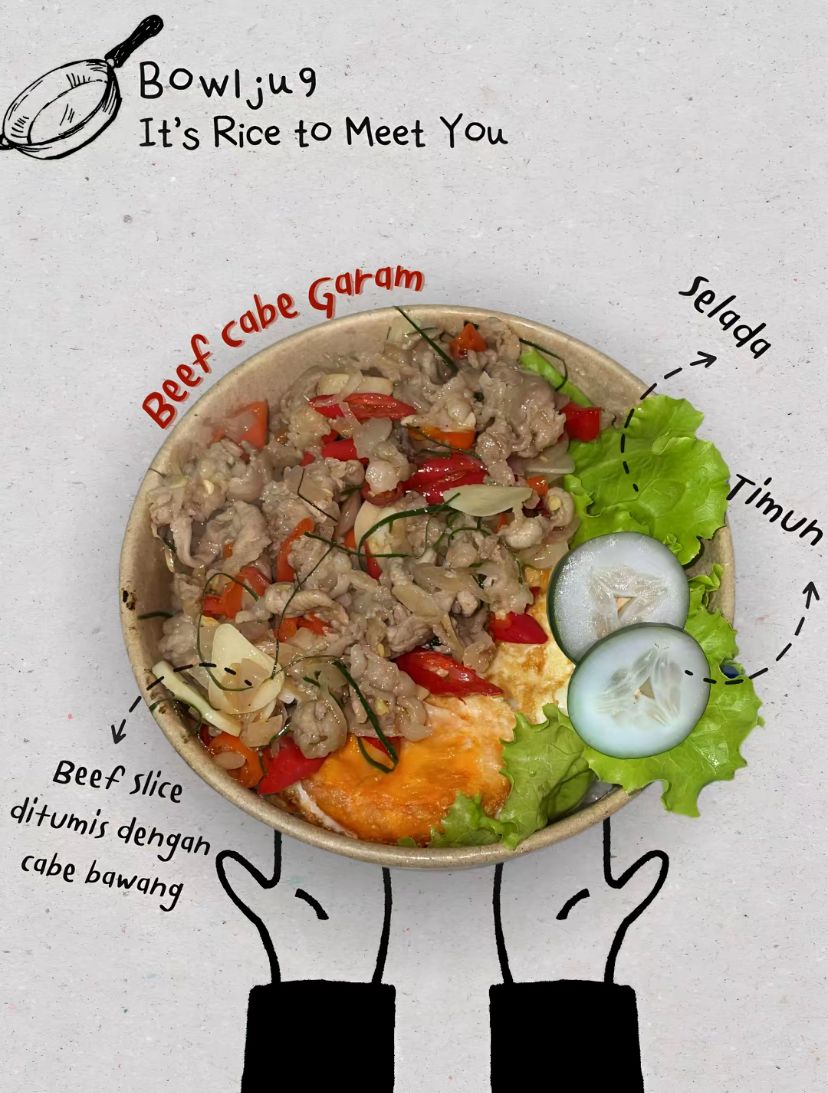 Bowljug
It's Rice to Meet You
Beef cabe Garam
Selada
Timun
Beef slice
ditumis dengan
cabe bawang